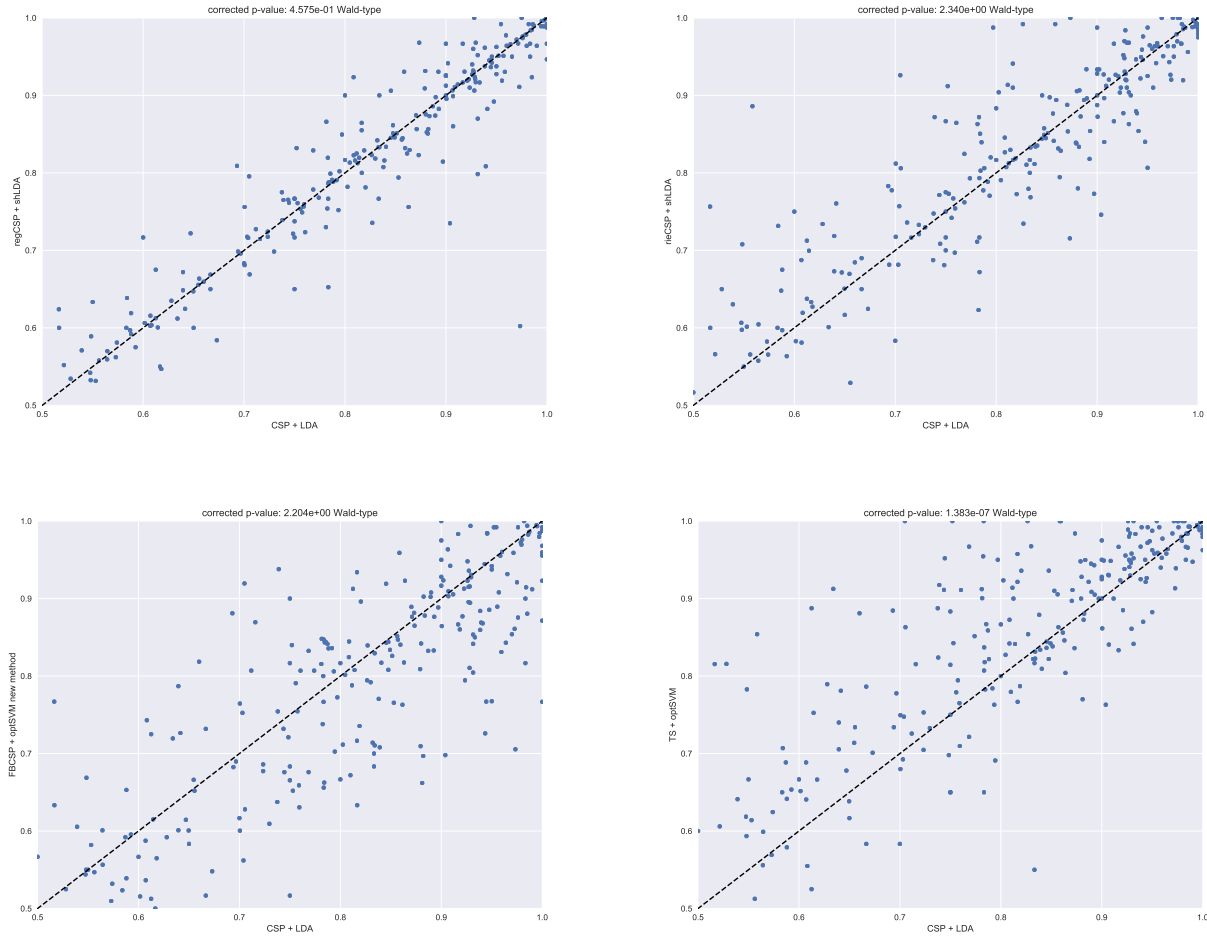 corrected p-value: 4.575e-01 Wald-type
1.0
0.9
0.8
0.7
0.6
0.5
regCSP + shLDA
0.5 0.6 0.7 0.8 0.9 1.0
CSP + LDA
corrected p-value: 2.340e+00 Wald-type
1.0
0.9
0.8
0.7
0.6
0.5
rieCSP + shLDA
0.5 0.6 0.7 0.8 0.9 1.0
CSP + LDA
corrected p-value: 2.204e+00 Wald-type
1.0
0.9
0.8
0.7
0.6
0.5
FBCSP + optSVM new method
0.5 0.6 0.7 0.8 0.9 1.0
CSP + LDA
corrected p-value: 1.383e-07 Wald-type
1.0
0.9
0.8
0.7
0.6
0.5
TS + optSVM
0.5 0.6 0.7 0.8 0.9 1.0
CSP + LDA